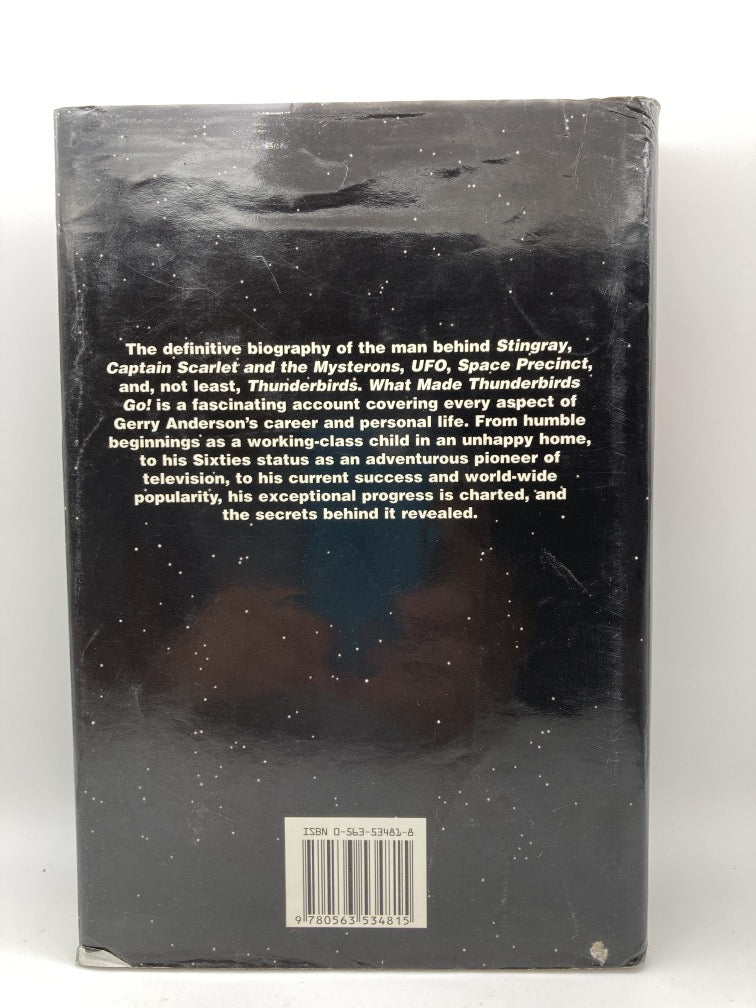 The definitive biography of the man behind Stingray,
Captain Scarlet and the Mysterons, UFO, Space Precinct,
and, not least, Thunderbirds. What Made Thunderbirds
Go! is a fascinating account covering every aspect of
Gerry Anderson's career and personal life. From humble
beginnings as a working-class child in an unhappy home,
to his Sixties status as an adventurous pioneer of
television, to his current success and world-wide
popularity, his exceptional progress is charted, and
the secrets behind it revealed.
ISBN 0-563-53481-8
9 780563 534815